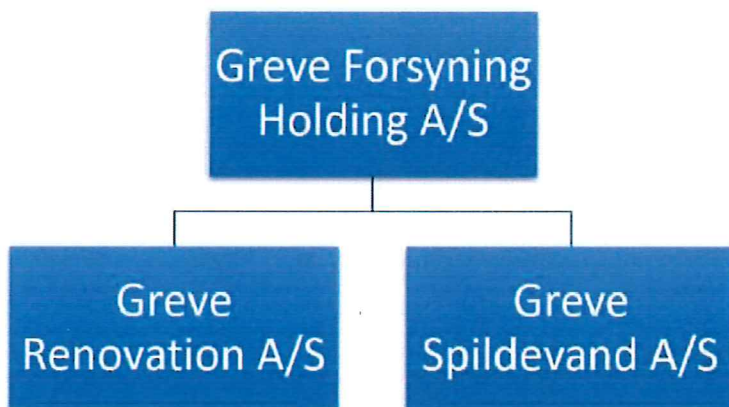 Greve Forsyning
Holding A/S
Greve
Renovation A/S
Greve
Spildevand A/S